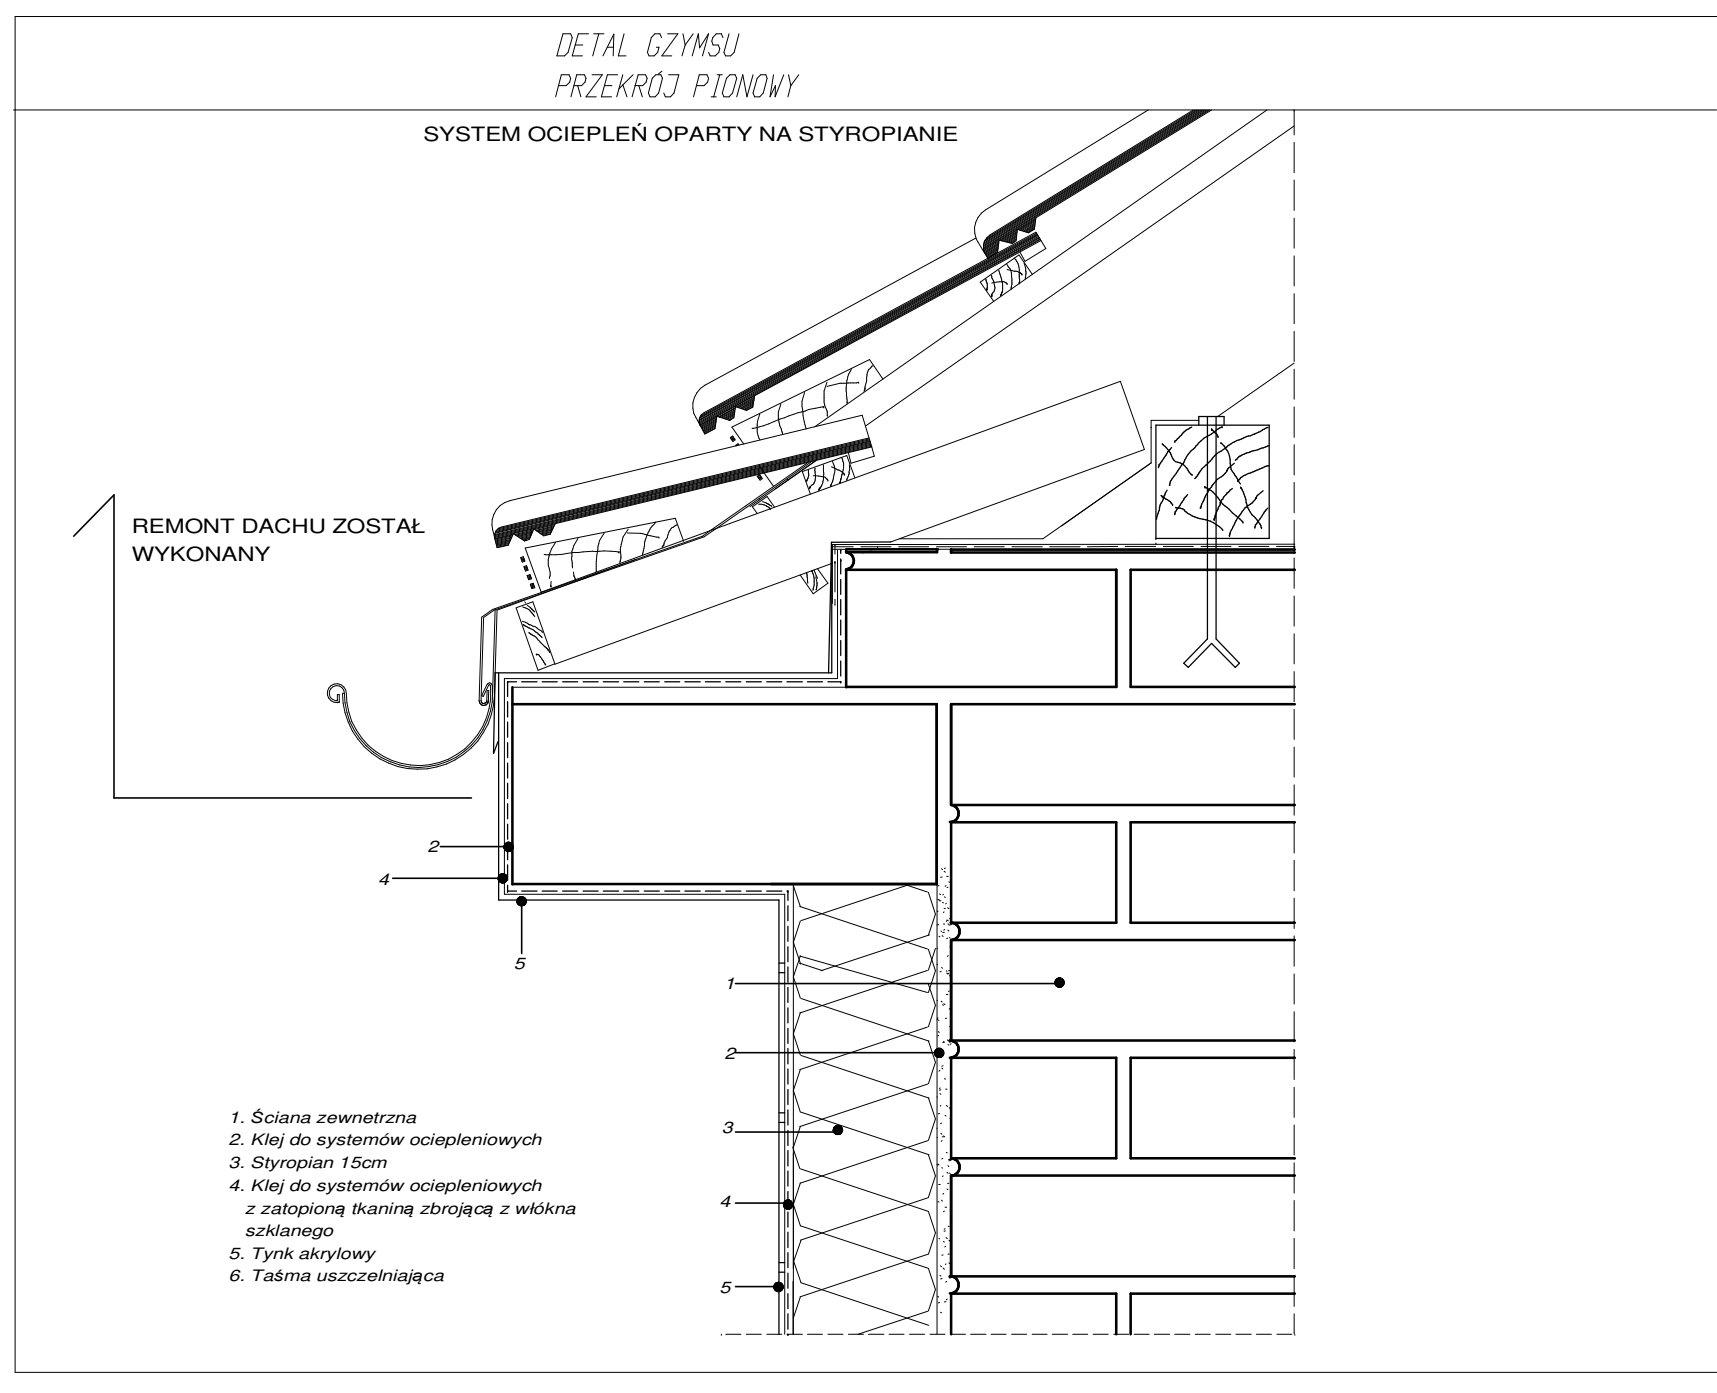 DETAL GZYMSU
PRZEKRÓJ PIONOWY
SYSTEM OCIEPLEŃ OPARTY NA STYROPIANIE
REMONT DACHU ZOSTAŁ
WYKONANY
2
4
5
1
2
3
4
5
1. Ściana zewnetrzna
2. Klej do systemów ociepleniowych
3. Styropian 15cm
4. Klej do systemów ociepleniowych
z zatopioną tkaniną zbrojącą z włókna
szklanego
5. Tynk akrylowy
6. Taśma uszczelniająca